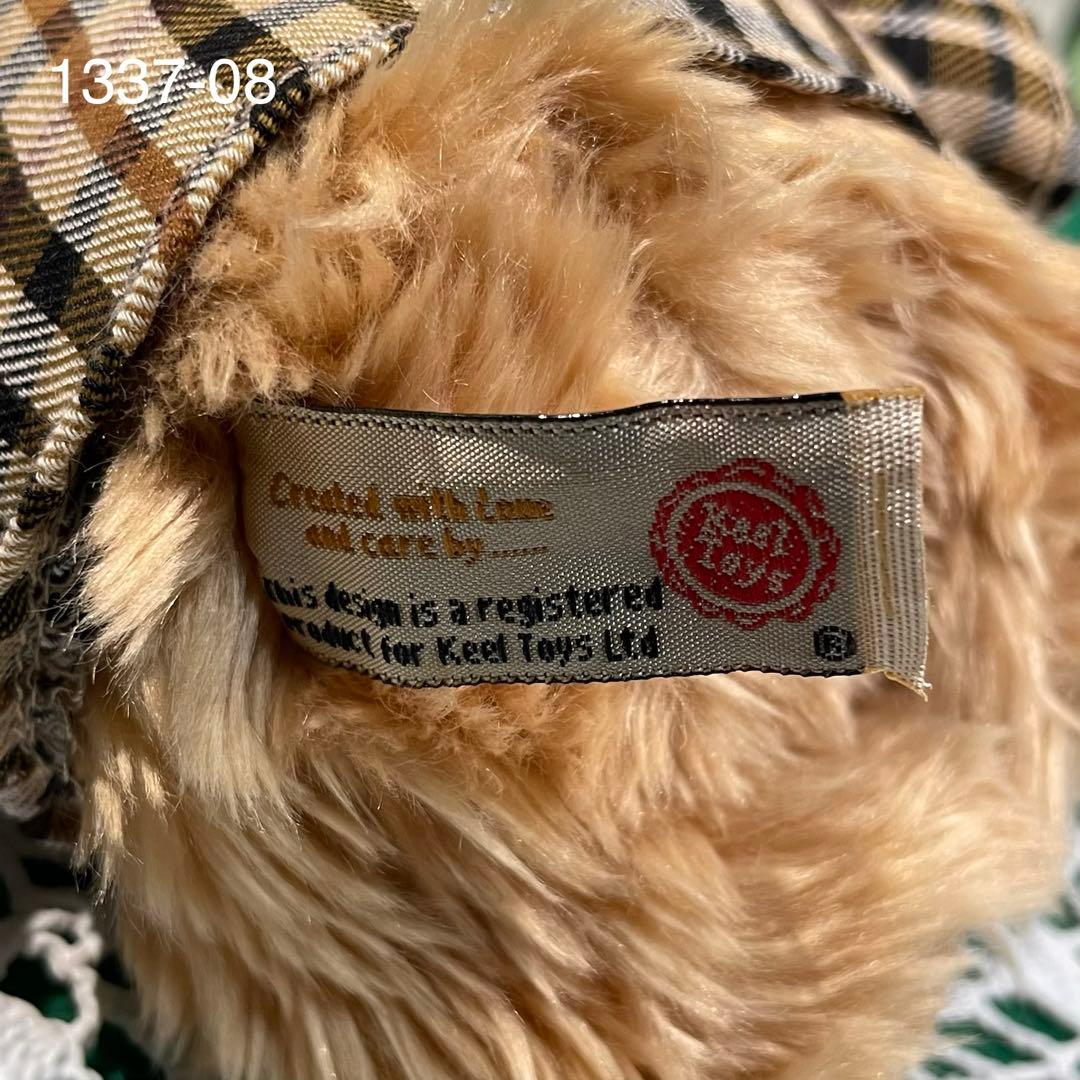 1337-08
Created with Love
and care by......
This design is a registered
product for Keel Toys Ltd
Keel
Toys
®